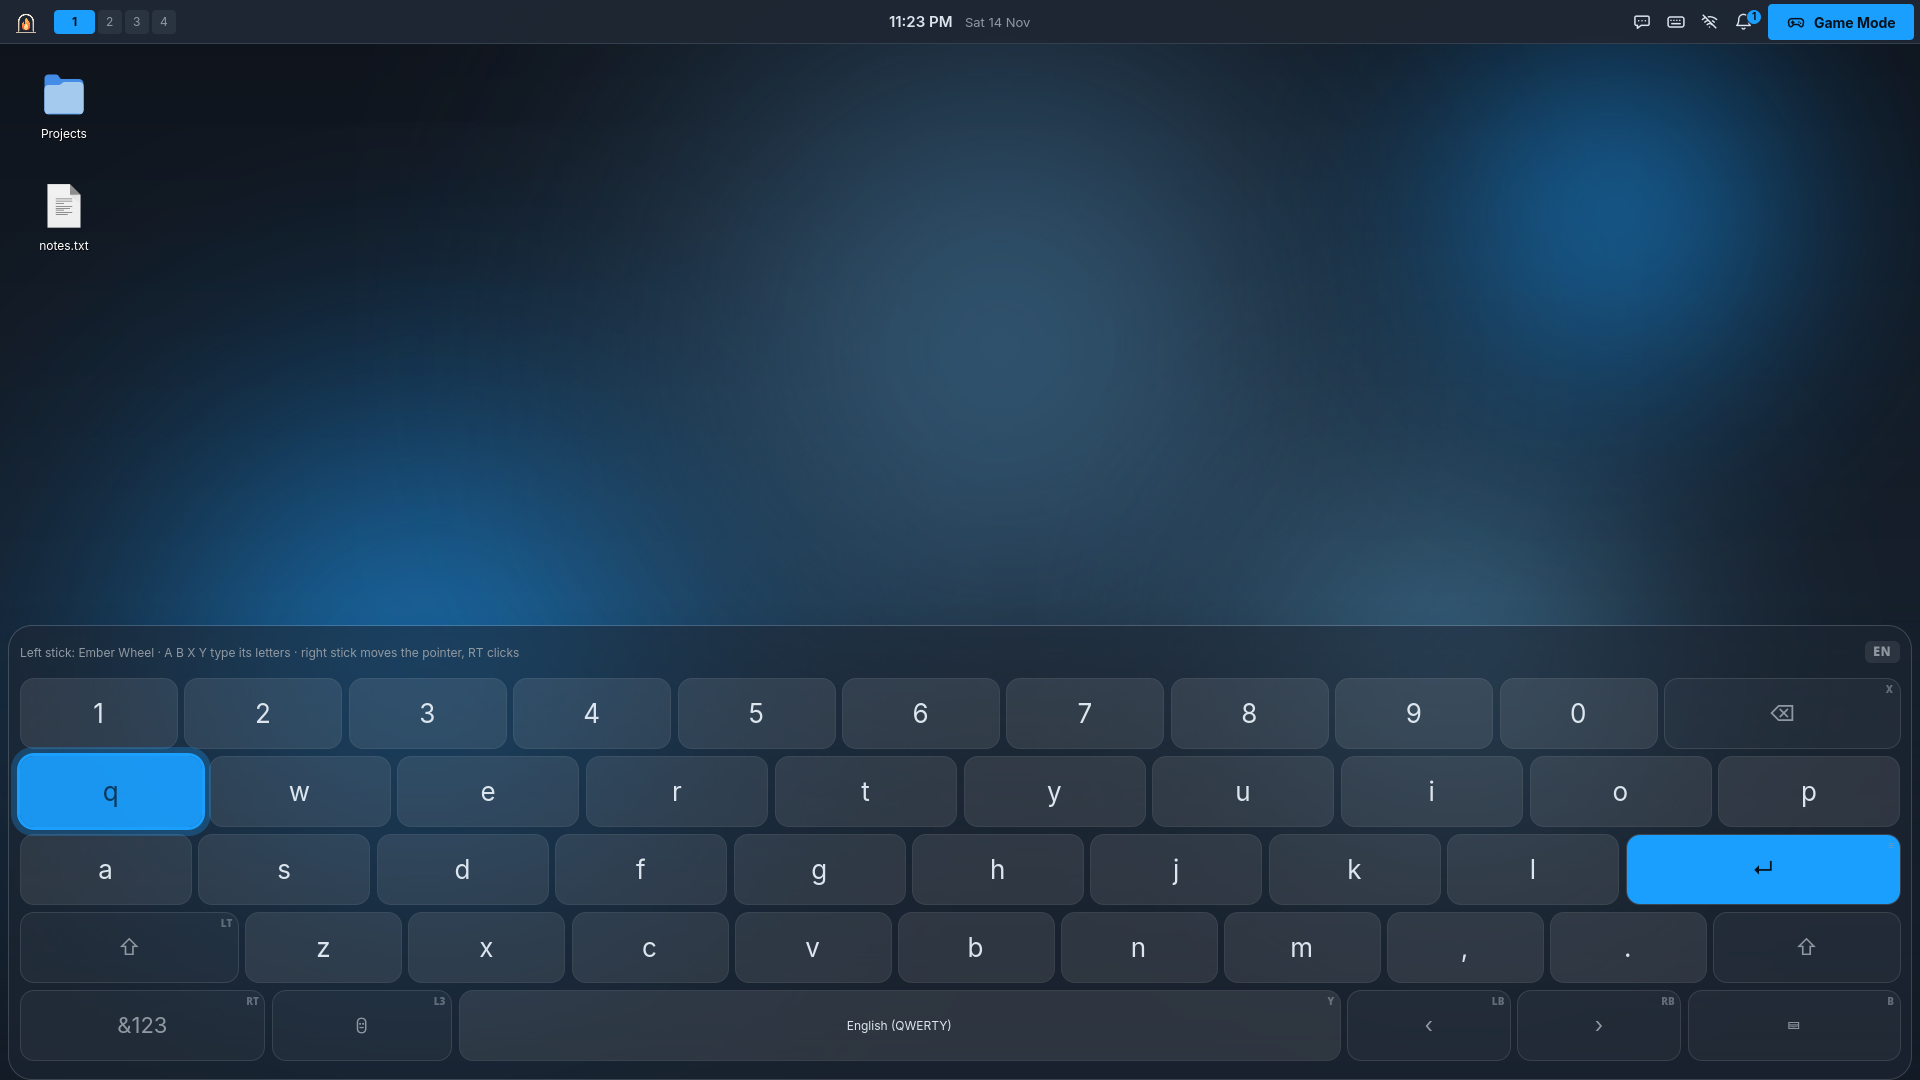 1 2 3 4
11:23 PM Sat 14 Nov
1
Game Mode
Projects
notes.txt
Left stick: Ember Wheel · A B X Y type its letters · right stick moves the pointer, RT clicks
EN
1 2 3 4 5 6 7 8 9 0 X
q w e r t y u i o p
a s d f g h j k l
LT z x c v b n m , .
&123 RT L3 English (QWERTY) Y ‹ LB › RB B